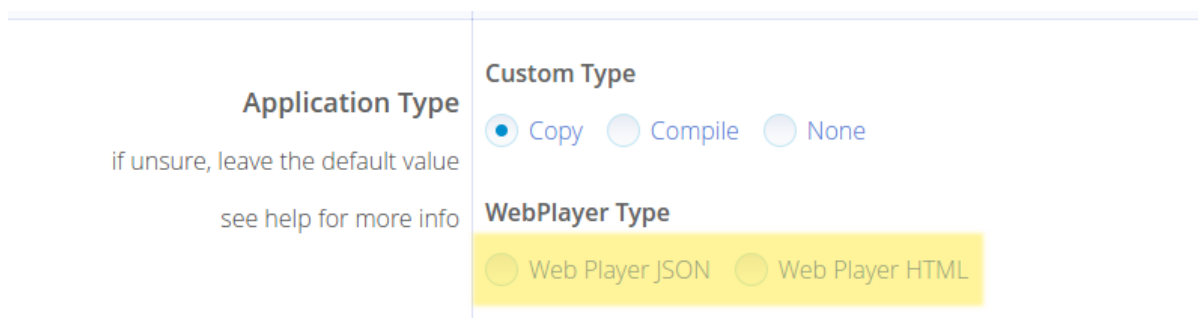 Application Type
if unsure, leave the default value
see help for more info
Custom Type
Copy Compile None
WebPlayer Type
Web Player JSON Web Player HTML